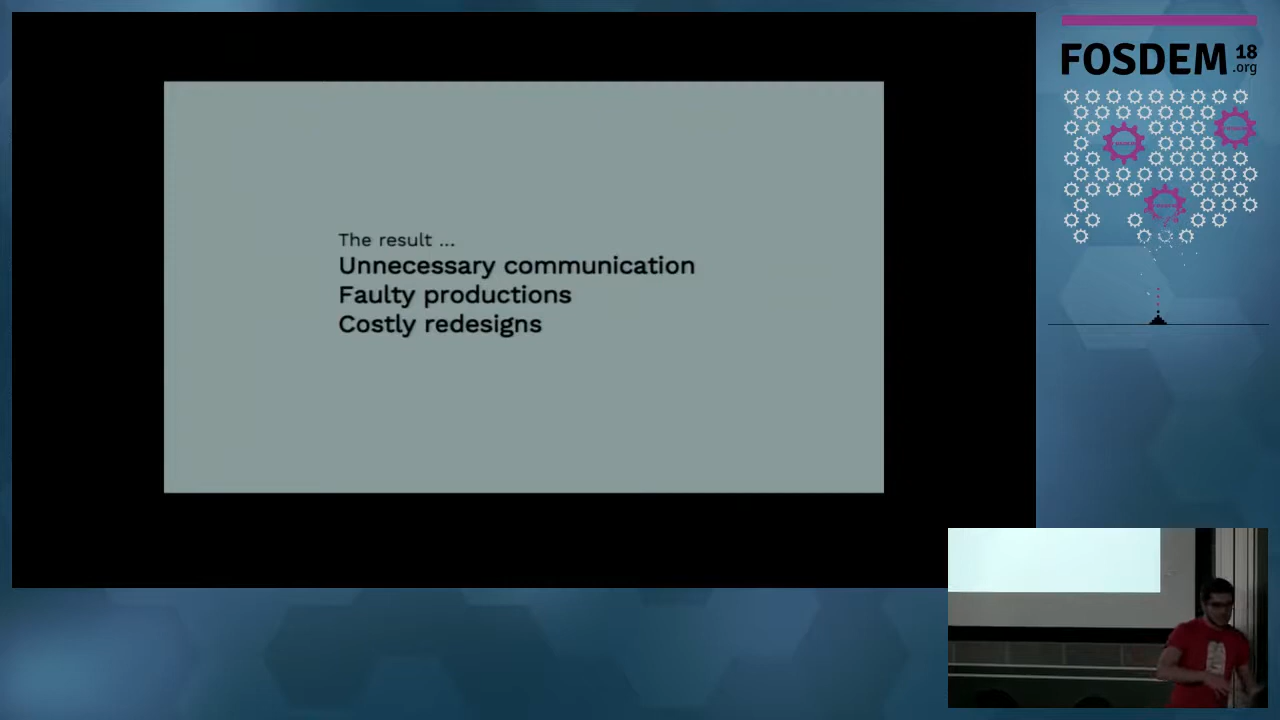 The result ...
Unnecessary communication
Faulty productions
Costly redesigns
FOSDEM 18
.org